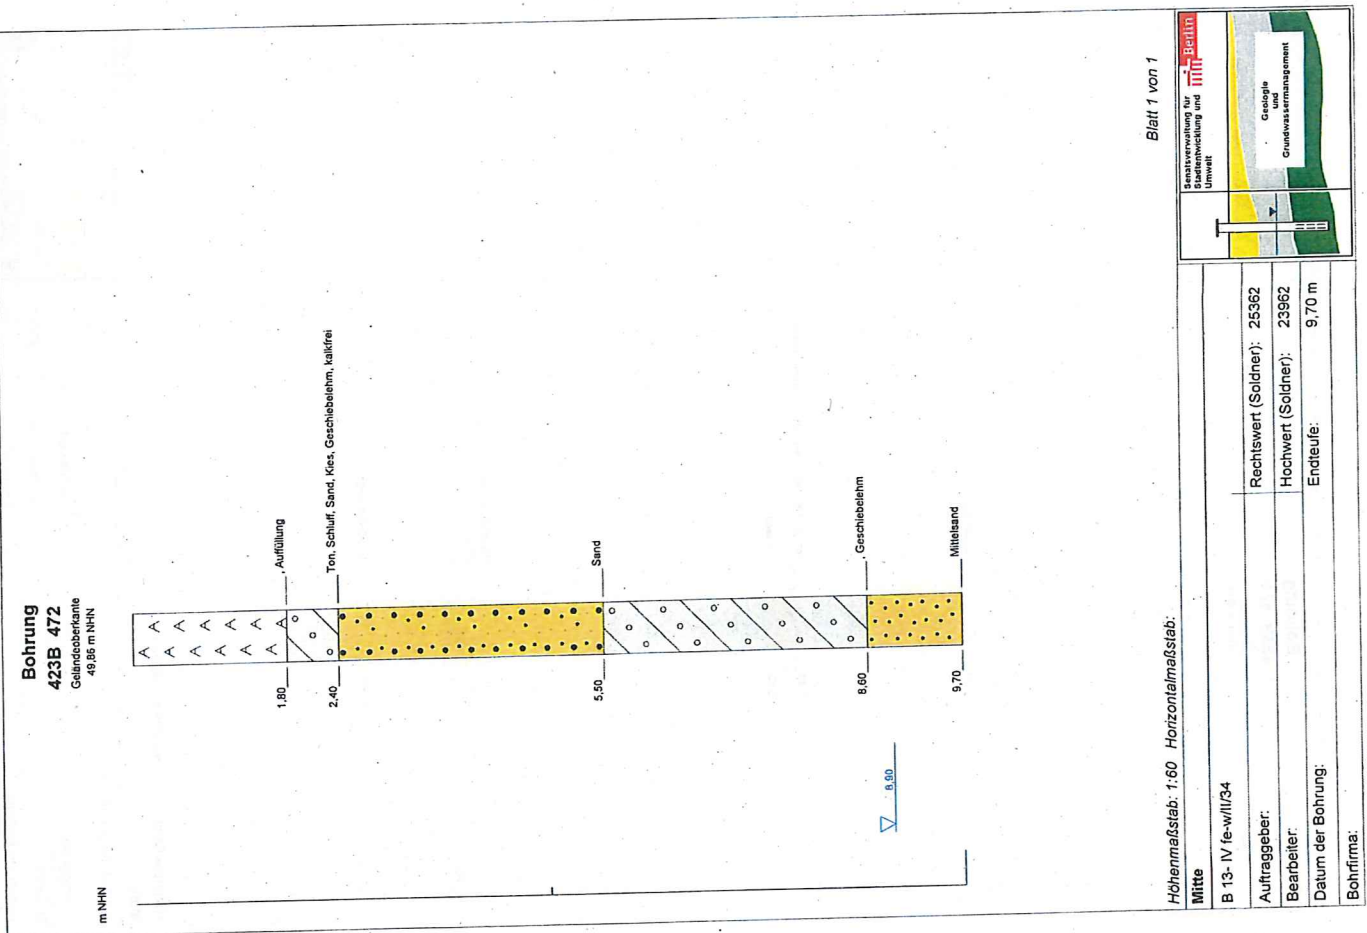 Bohrung
423B 472
Geländeoberkante
49,86 m NHN
m NHN
1,80
, Auffüllung
2,40
Ton, Schluff, Sand, Kies, Geschiebelehm, kalkfrei
5,50
Sand
8,60
, Geschiebelehm
8,90
9,70
Mittelsand
Blatt 1 von 1
Höhenmaßstab: 1:60 Horizontalmaßstab:
Mitte
B 13- IV fe-w/II/34
Auftraggeber:
Rechtswert (Soldner): 25362
Bearbeiter:
Hochwert (Soldner): 23962
Datum der Bohrung:
Endteufe: 9,70 m
Bohrfirma:
Senatsverwaltung für
Stadtentwicklung und
Umwelt
Berlin
Geologie
und
Grundwassermanagement